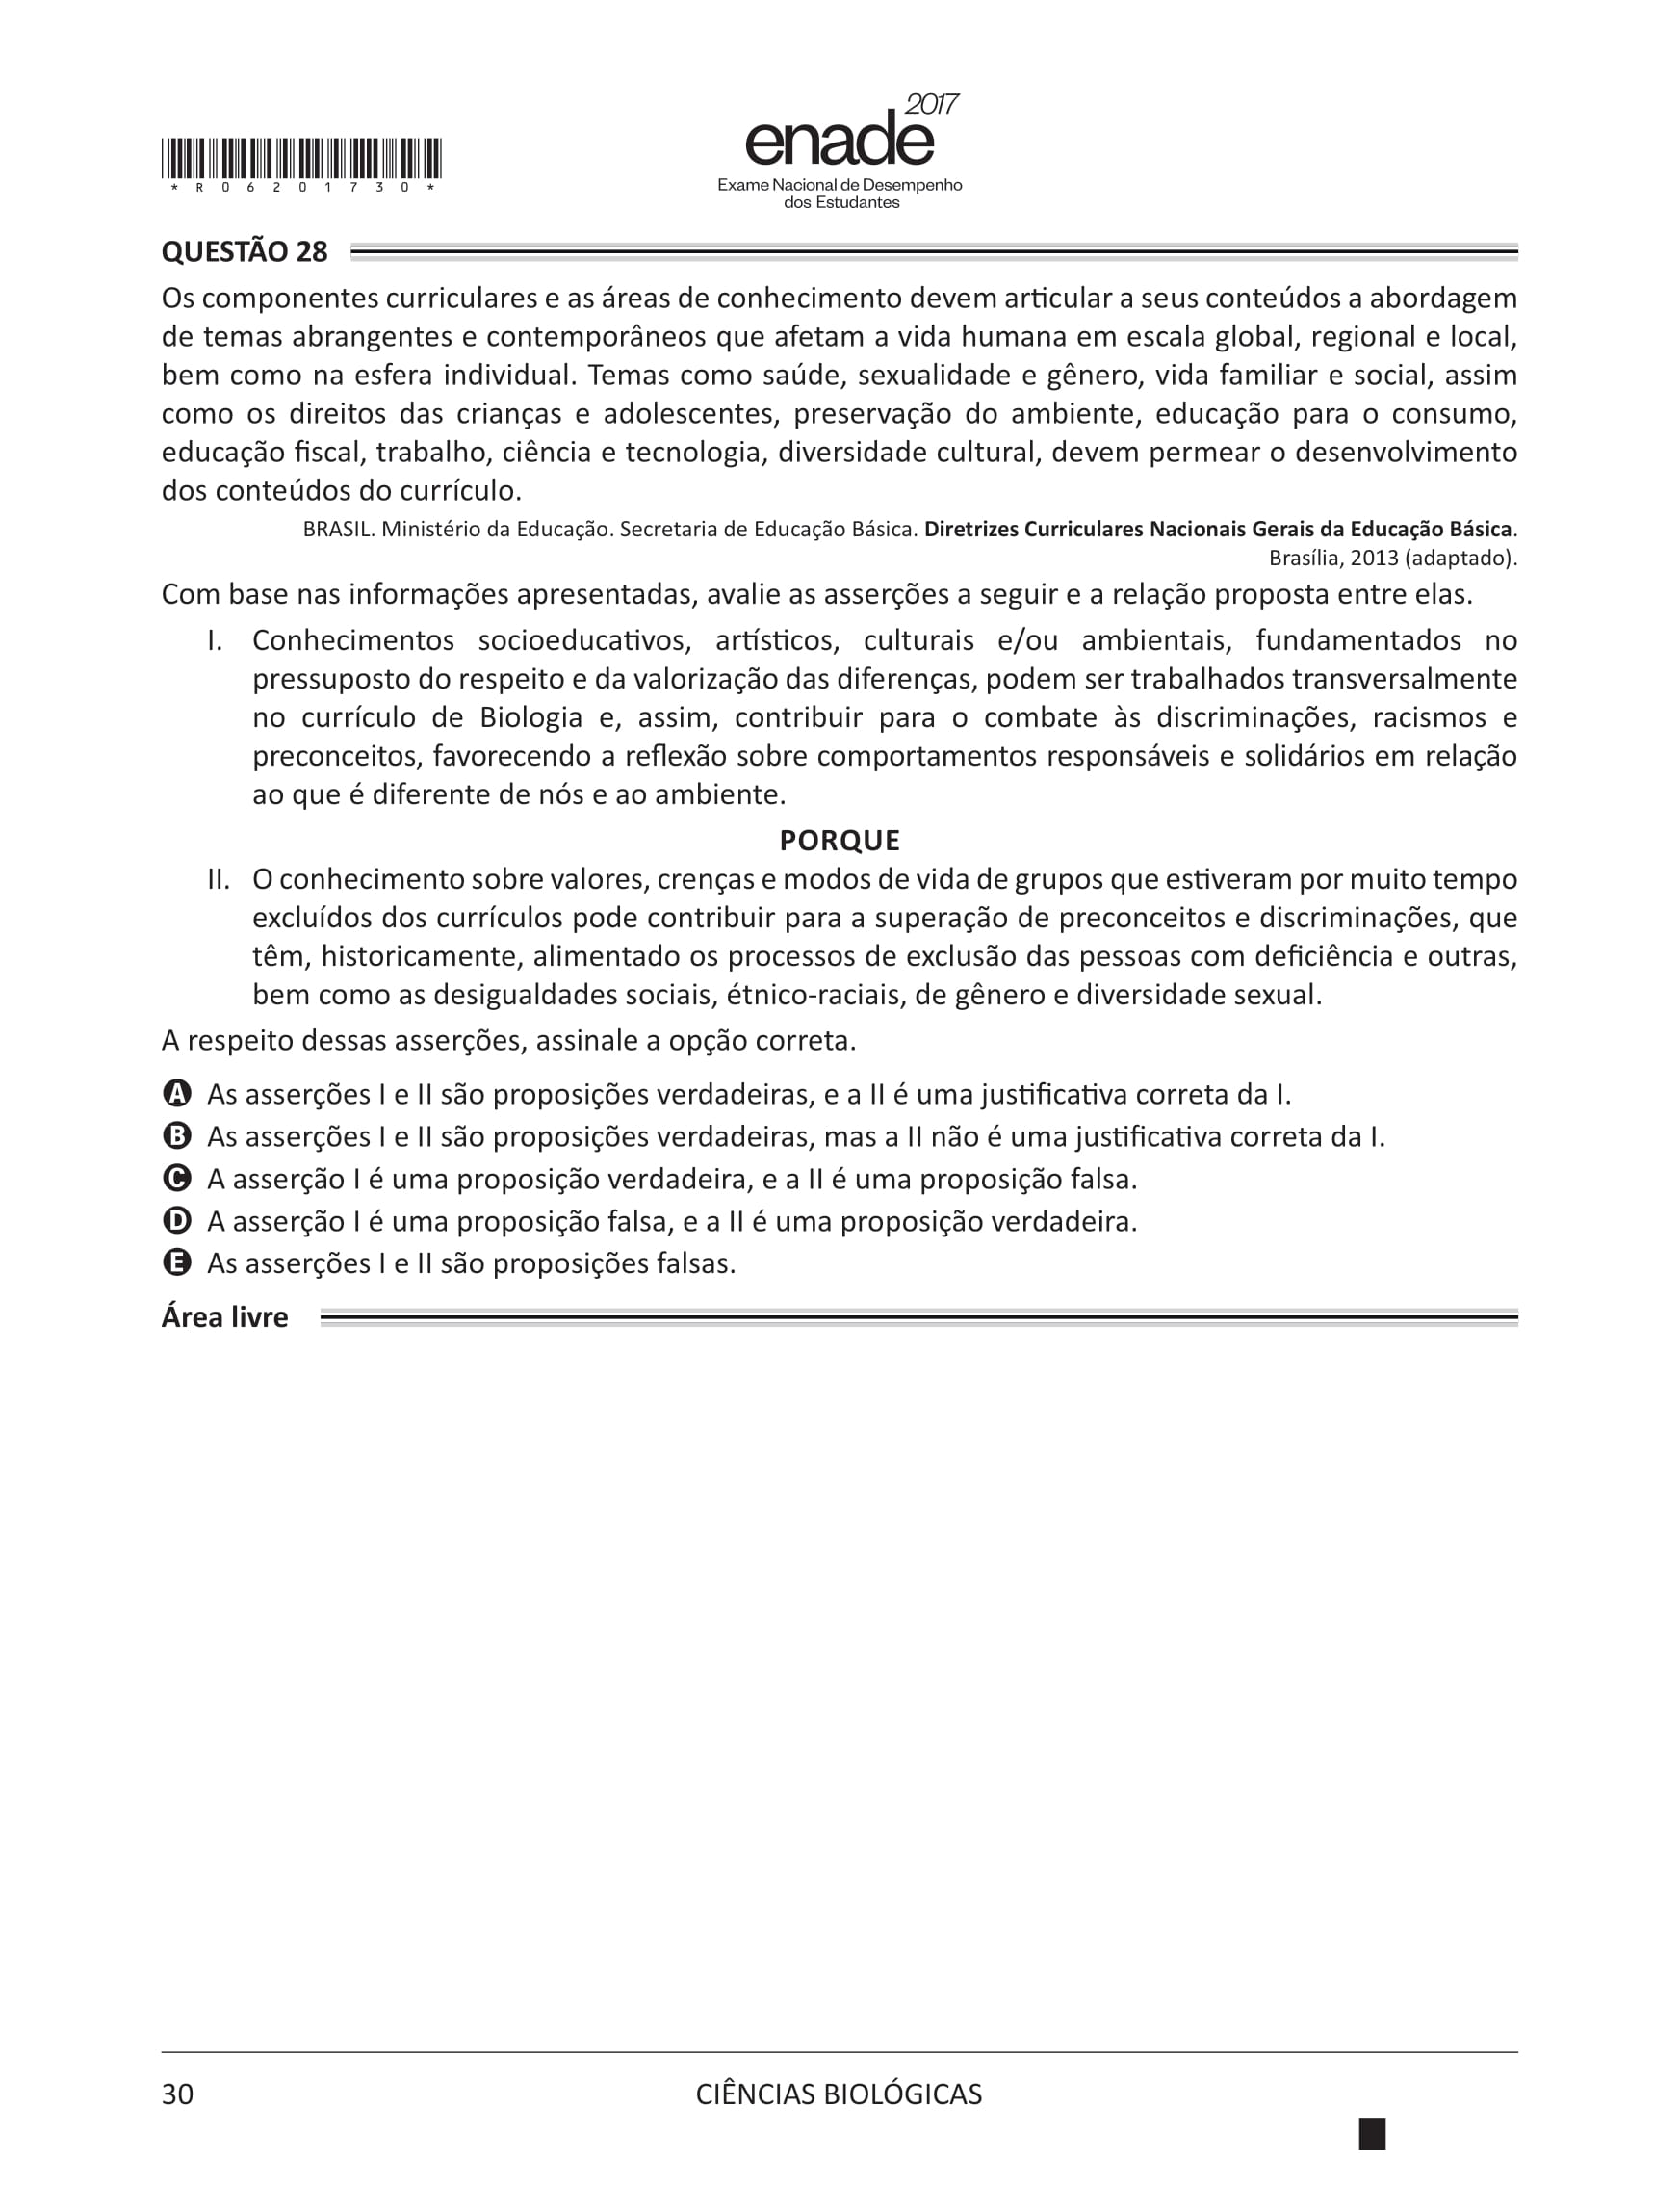 2017
enade
Exame Nacional de Desempenho
dos Estudantes
* R 0 6 2 0 1 7 3 0 *
QUESTÃO 28
Os componentes curriculares e as áreas de conhecimento devem articular a seus conteúdos a abordagem
de temas abrangentes e contemporâneos que afetam a vida humana em escala global, regional e local,
bem como na esfera individual. Temas como saúde, sexualidade e gênero, vida familiar e social, assim
como os direitos das crianças e adolescentes, preservação do ambiente, educação para o consumo,
educação fiscal, trabalho, ciência e tecnologia, diversidade cultural, devem permear o desenvolvimento
dos conteúdos do currículo.
BRASIL. Ministério da Educação. Secretaria de Educação Básica. Diretrizes Curriculares Nacionais Gerais da Educação Básica.
Brasília, 2013 (adaptado).
Com base nas informações apresentadas, avalie as asserções a seguir e a relação proposta entre elas.
I. Conhecimentos socioeducativos, artísticos, culturais e/ou ambientais, fundamentados no
pressuposto do respeito e da valorização das diferenças, podem ser trabalhados transversalmente
no currículo de Biologia e, assim, contribuir para o combate às discriminações, racismos e
preconceitos, favorecendo a reflexão sobre comportamentos responsáveis e solidários em relação
ao que é diferente de nós e ao ambiente.
PORQUE
II. O conhecimento sobre valores, crenças e modos de vida de grupos que estiveram por muito tempo
excluídos dos currículos pode contribuir para a superação de preconceitos e discriminações, que
têm, historicamente, alimentado os processos de exclusão das pessoas com deficiência e outras,
bem como as desigualdades sociais, étnico-raciais, de gênero e diversidade sexual.
A respeito dessas asserções, assinale a opção correta.
A As asserções I e II são proposições verdadeiras, e a II é uma justificativa correta da I.
B As asserções I e II são proposições verdadeiras, mas a II não é uma justificativa correta da I.
C A asserção I é uma proposição verdadeira, e a II é uma proposição falsa.
D A asserção I é uma proposição falsa, e a II é uma proposição verdadeira.
E As asserções I e II são proposições falsas.
Área livre
30
CIÊNCIAS BIOLÓGICAS